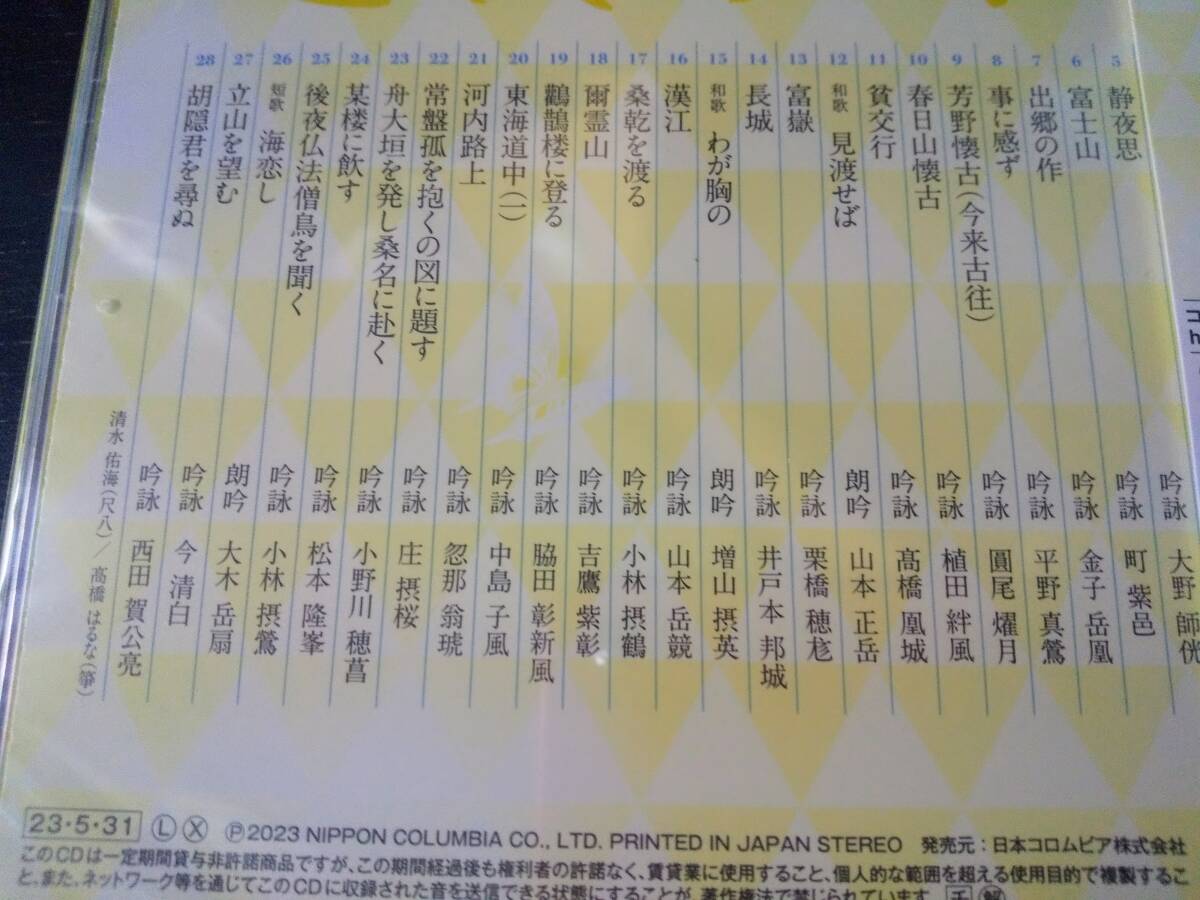 5 静夜思 吟詠 大野 師侊
6 富士山 吟詠 町 紫邑
7 出郷の作 吟詠 金子 岳凰
8 事に感ず 吟詠 平野 真鶯
9 芳野懐古(今来古往) 吟詠 圓尾 燿月
10 春日山懐古 吟詠 植田 絆風
11 貧交行 吟詠 髙橋 凰城
12 和歌 見渡せば 朗吟 山本 正岳
13 富嶽 吟詠 栗橋 穂尨
14 長城 吟詠 井戸本 邦城
15 和歌 わが胸の 朗吟 増山 摂英
16 漢江 吟詠 山本 岳競
17 桑乾を渡る 吟詠 小林 摂鶴
18 爾霊山 吟詠 吉鷹 紫彰
19 鸛鵲楼に登る 吟詠 脇田 彰新風
20 東海道中(一) 吟詠 中島 子風
21 河内路上 吟詠 忽那 翁琥
22 常盤孤を抱くの図に題す 吟詠 庄 摂桜
23 舟大垣を発し桑名に赴く 吟詠 小野川 穂菖
24 某楼に飲す 吟詠 松本 隆峯
25 後夜仏法僧鳥を聞く 吟詠 小林 摂鶯
26 短歌 海恋し 朗吟 大木 岳扇
27 立山を望む 吟詠 今 清白
28 胡隠君を尋ぬ 吟詠 西田 賀公亮
清水 佑海(尺八)/髙橋 はるな(箏)
23・5・31 Ⓛ Ⓧ Ⓟ2023 NIPPON COLUMBIA CO., LTD. PRINTED IN JAPAN STEREO 発売元:日本コロムビア株式会社
このCDは一定期間貸与非許諾商品ですが、この期間経過後も権利者の許諾なく、賃貸業に使用すること、個人的な範囲を超える使用目的で複製するこ
と、また、ネットワーク等を通じてこのCDに収録された音を送信できる状態にすることが、著作権法で禁じられています。